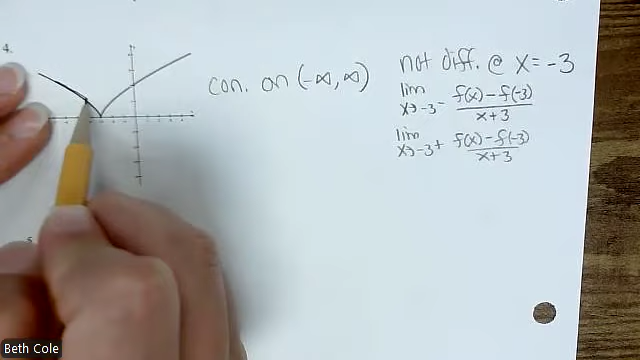 4.
con. on (-∞, ∞)
not diff. @ x = -3
lim x→-3⁻ f(x) - f(-3) / x+3
lim x→-3⁺ f(x) - f(-3) / x+3
5.
Beth Cole